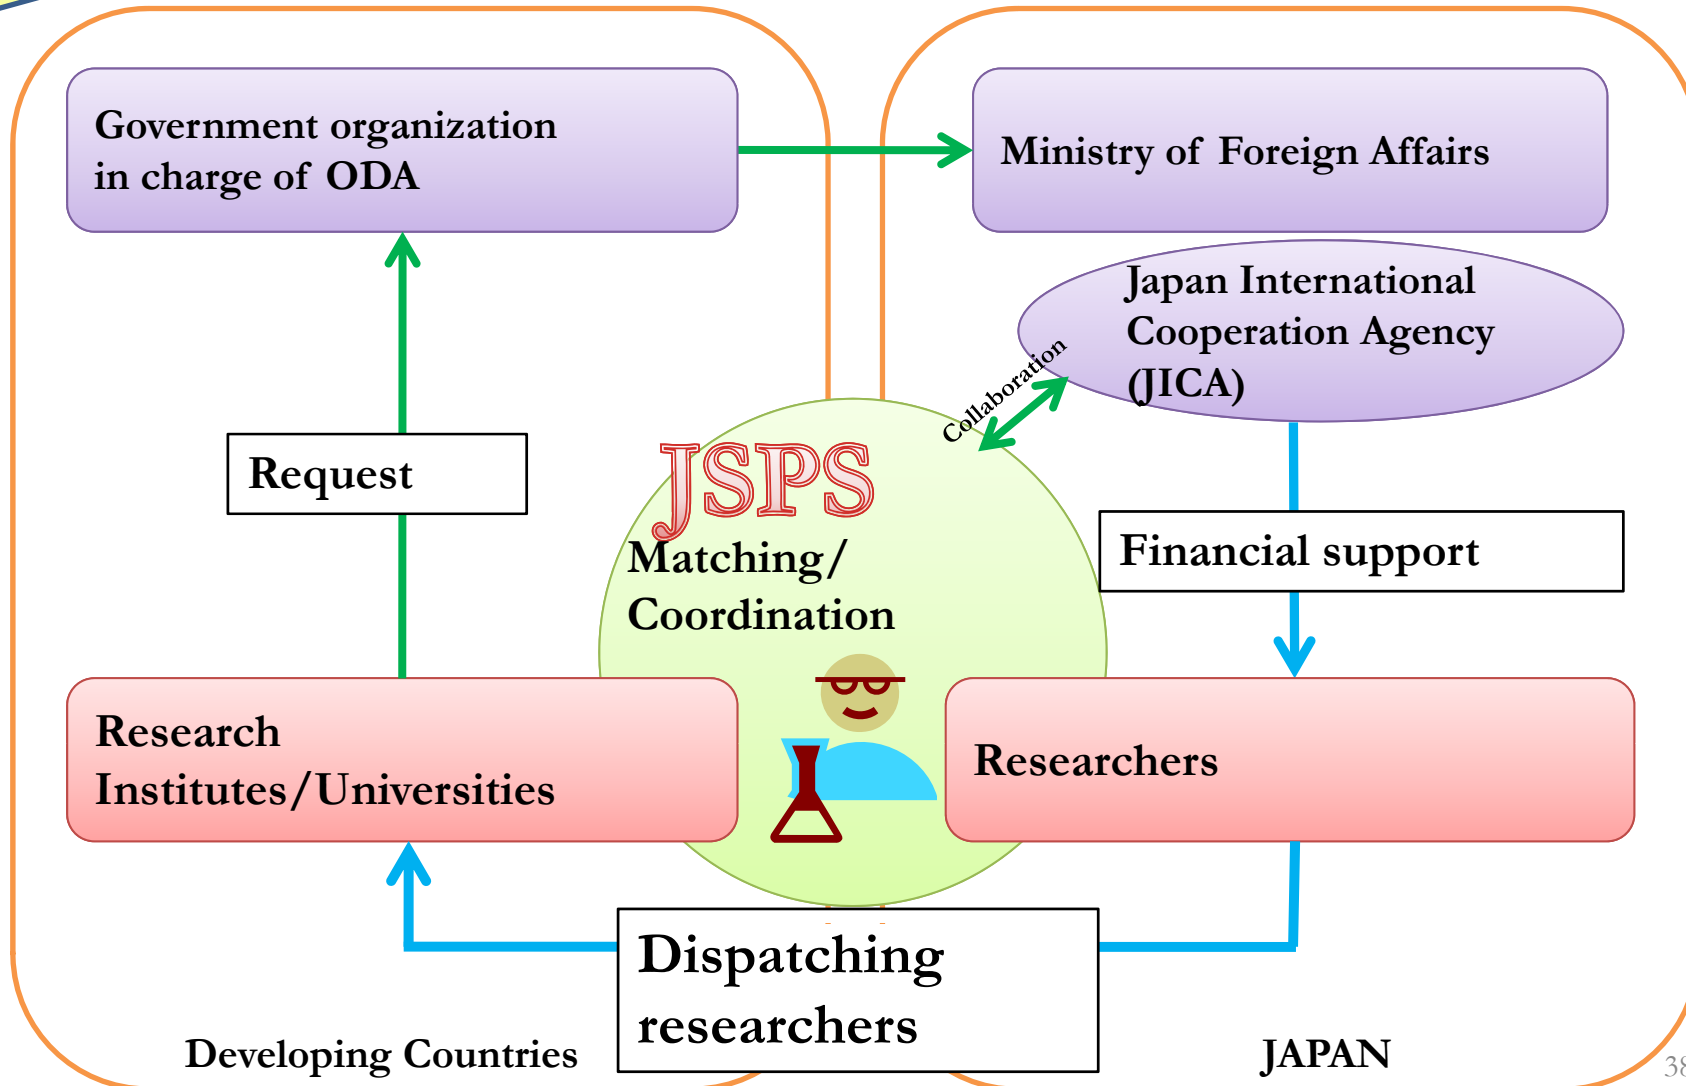 Government organization
in charge of ODA
Ministry of Foreign Affairs
Japan International
Cooperation Agency
(JICA)
Collaboration
Request
JSPS
Matching/
Coordination
Financial support
Research
Institutes/Universities
Researchers
Dispatching
researchers
Developing Countries
JAPAN
38